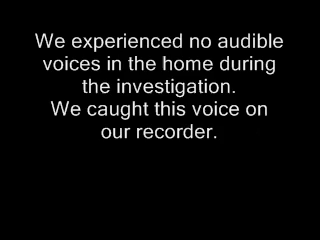 We experienced no audible
voices in the home during
the investigation.
We caught this voice on
our recorder.